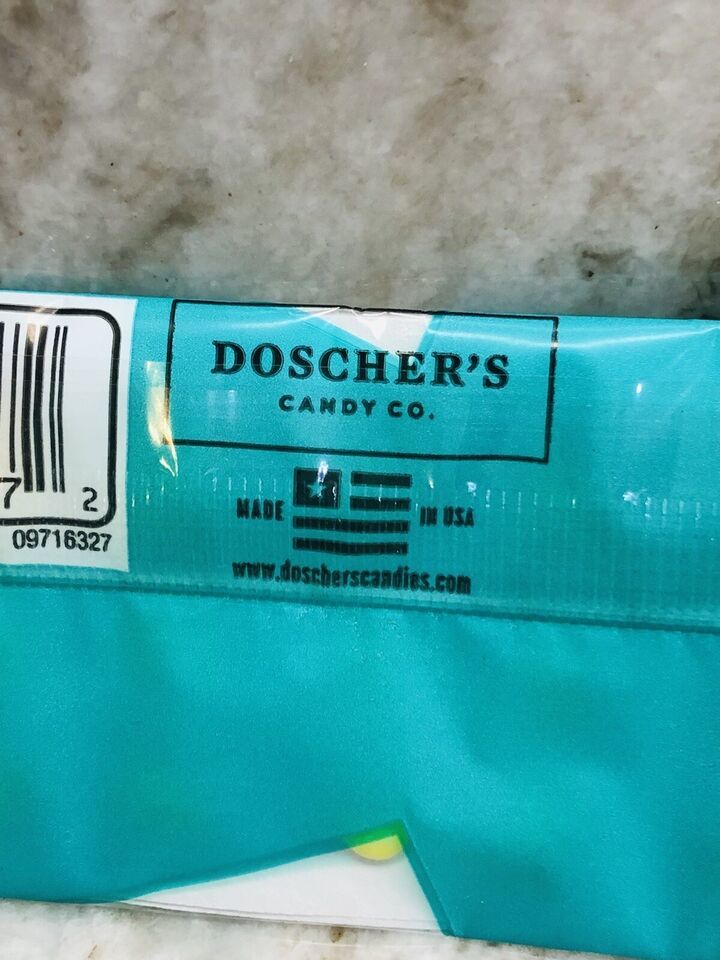 DOSCHER'S
CANDY CO.
MADE IN USA
www.doscherscandies.com
7 2
09716327